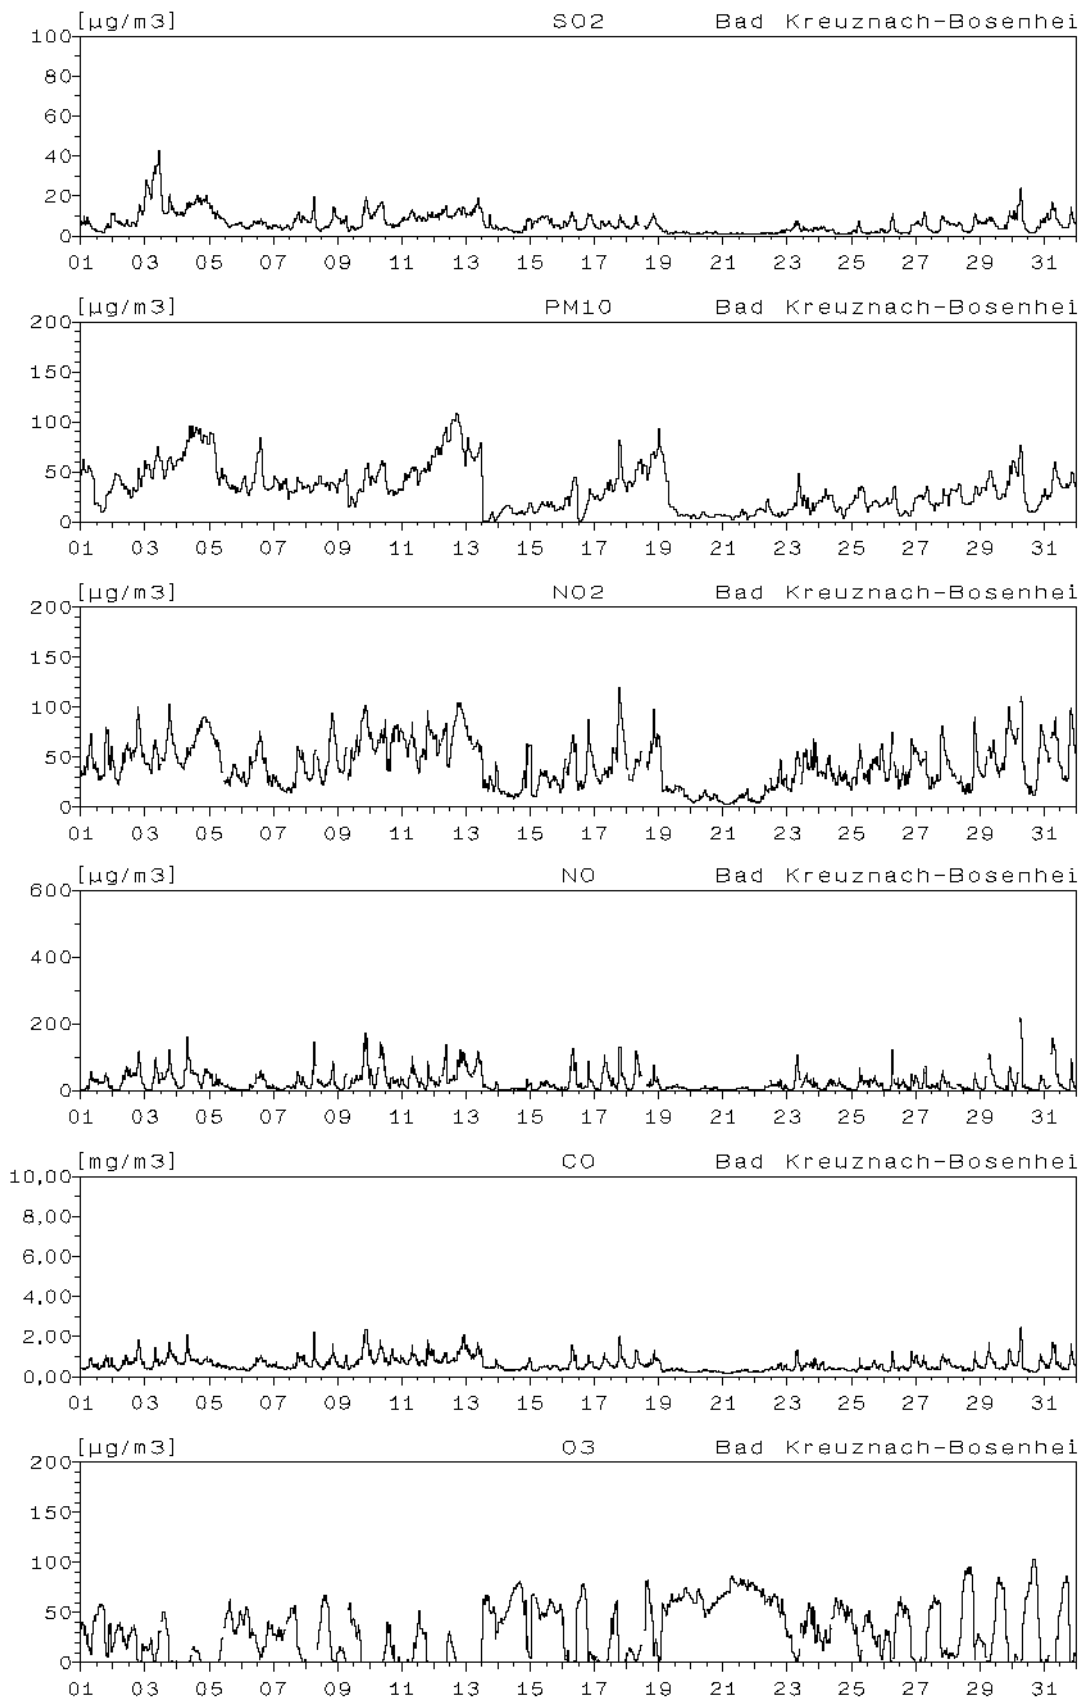 [µg/m3] SO2 Bad Kreuznach-Bosenhei
100
80
60
40
20
0
01 03 05 07 09 11 13 15 17 19 21 23 25 27 29 31
[µg/m3] PM10 Bad Kreuznach-Bosenhei
200
150
100
50
0
01 03 05 07 09 11 13 15 17 19 21 23 25 27 29 31
[µg/m3] NO2 Bad Kreuznach-Bosenhei
200
150
100
50
0
01 03 05 07 09 11 13 15 17 19 21 23 25 27 29 31
[µg/m3] NO Bad Kreuznach-Bosenhei
600
400
200
0
01 03 05 07 09 11 13 15 17 19 21 23 25 27 29 31
[mg/m3] CO Bad Kreuznach-Bosenhei
10,00
8,00
6,00
4,00
2,00
0,00
01 03 05 07 09 11 13 15 17 19 21 23 25 27 29 31
[µg/m3] O3 Bad Kreuznach-Bosenhei
200
150
100
50
0
01 03 05 07 09 11 13 15 17 19 21 23 25 27 29 31